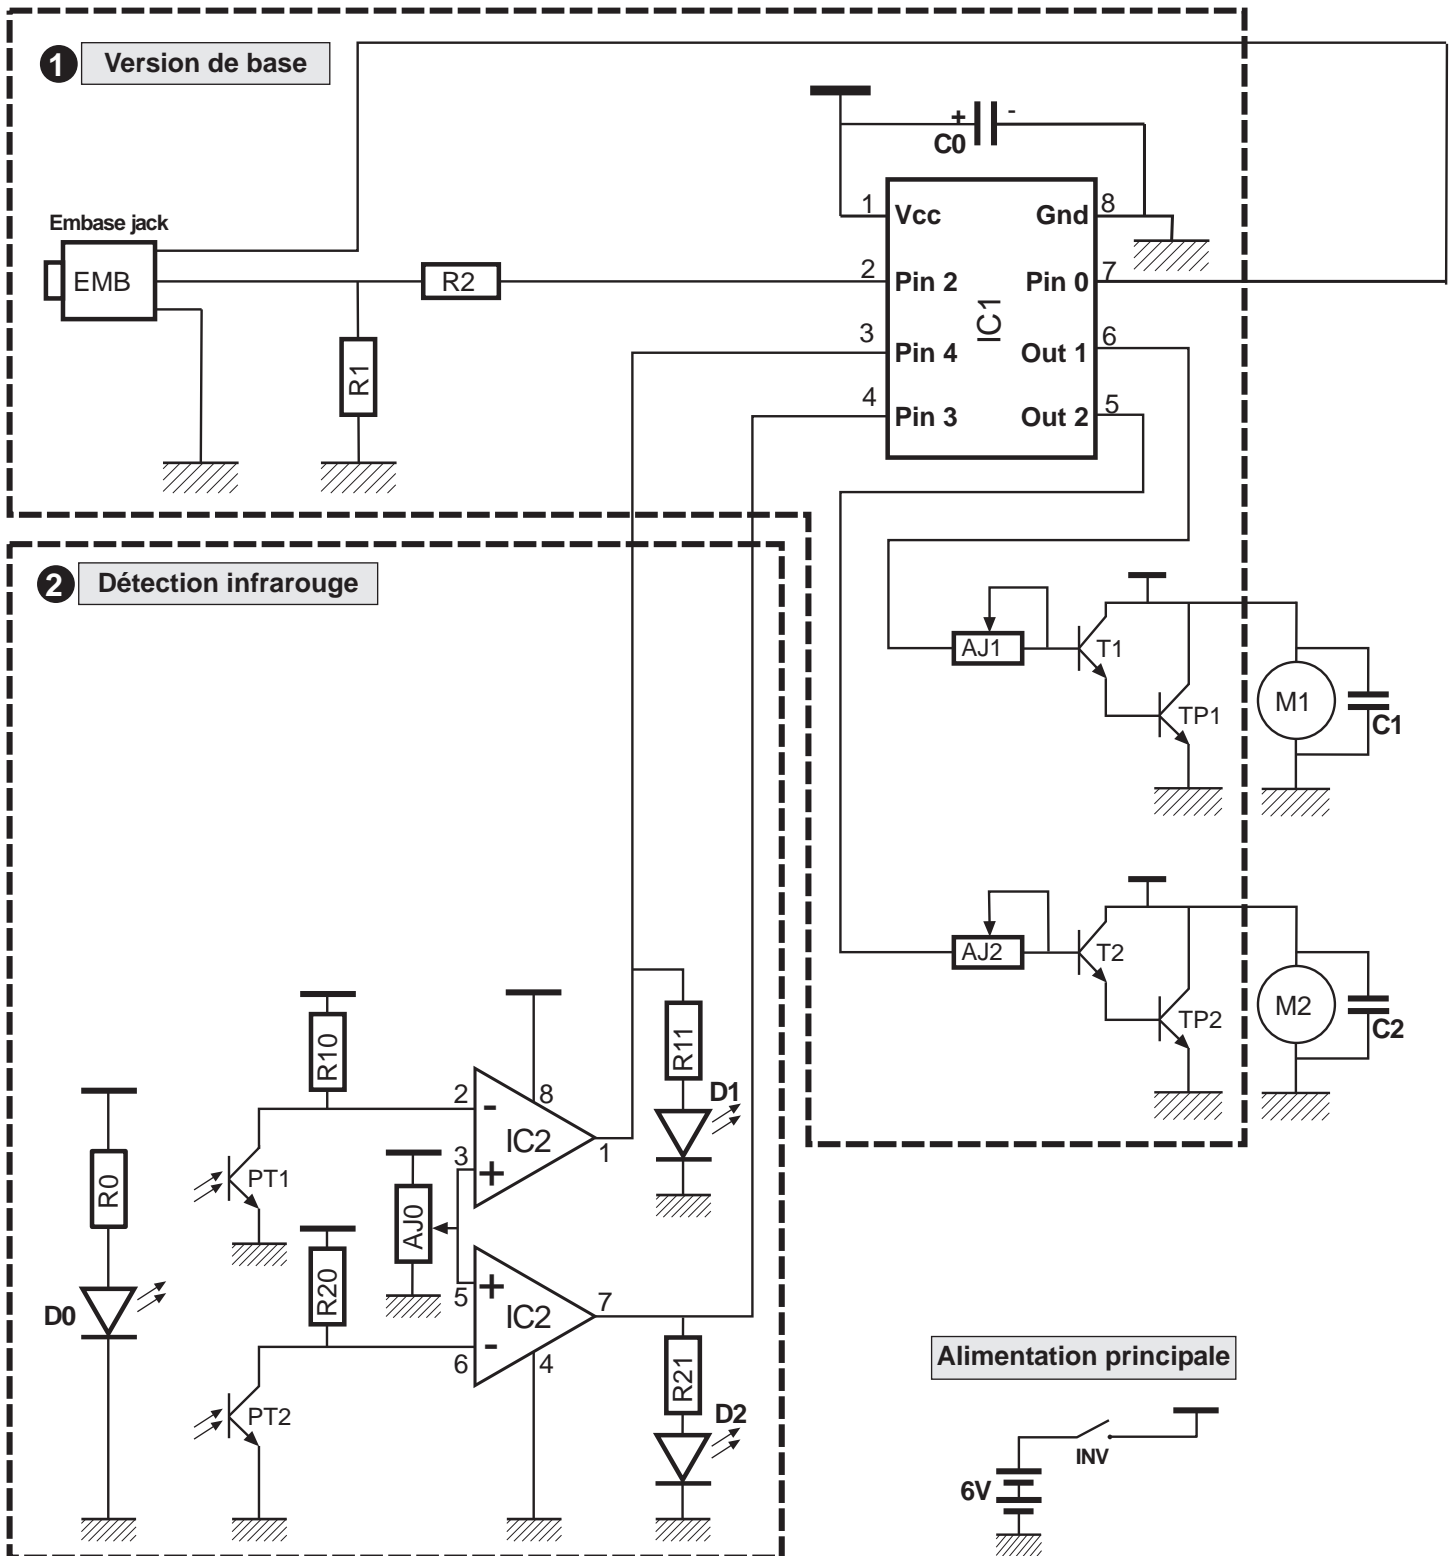 1 Version de base
+ -
C0
Embase jack
EMB
R2
R1
1 Vcc Gnd 8
2 Pin 2 Pin 0 7
IC1
3 Pin 4 Out 1 6
4 Pin 3 Out 2 5
2 Détection infrarouge
AJ1
T1
TP1
M1
C1
AJ2
T2
TP2
M2
C2
R10
R11
D1
2 - 8
IC2
3 + 1
PT1
R0
AJ0
R20
D0
5 + 7
IC2
6 - 4
R21
D2
PT2
Alimentation principale
INV
6V